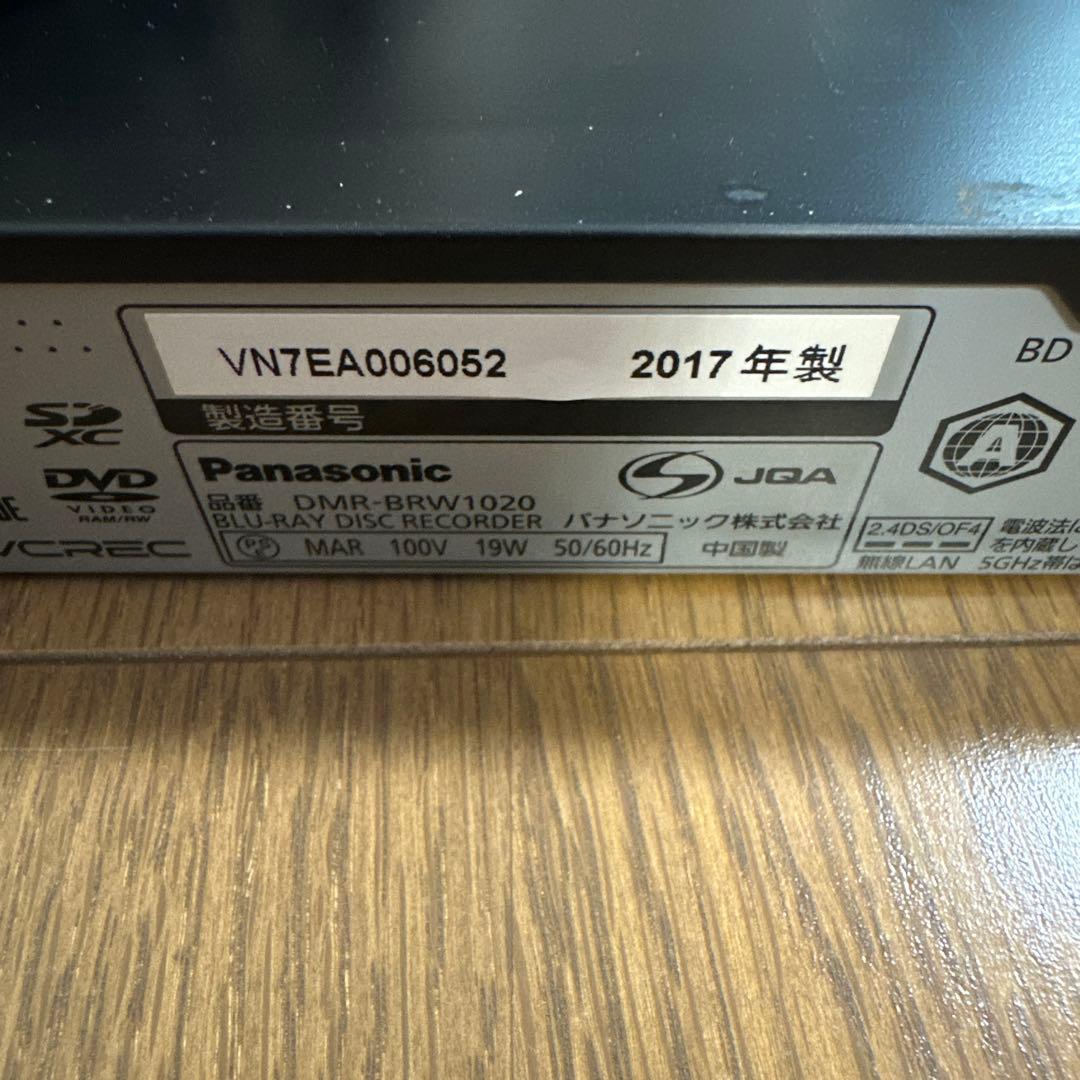 VN7EA006052 2017年製
BD
製造番号
SD
XC
A
DVD
VIDEO
RAM/RW
VCREC
Panasonic
JQA
品番 DMR-BRW1020
BLU-RAY DISC RECORDER パナソニック株式会社
PS E MAR 100V 19W 50/60Hz 中国製
2.4DS/OF4
電波法に
を内蔵し
無線LAN 5GHz帯は